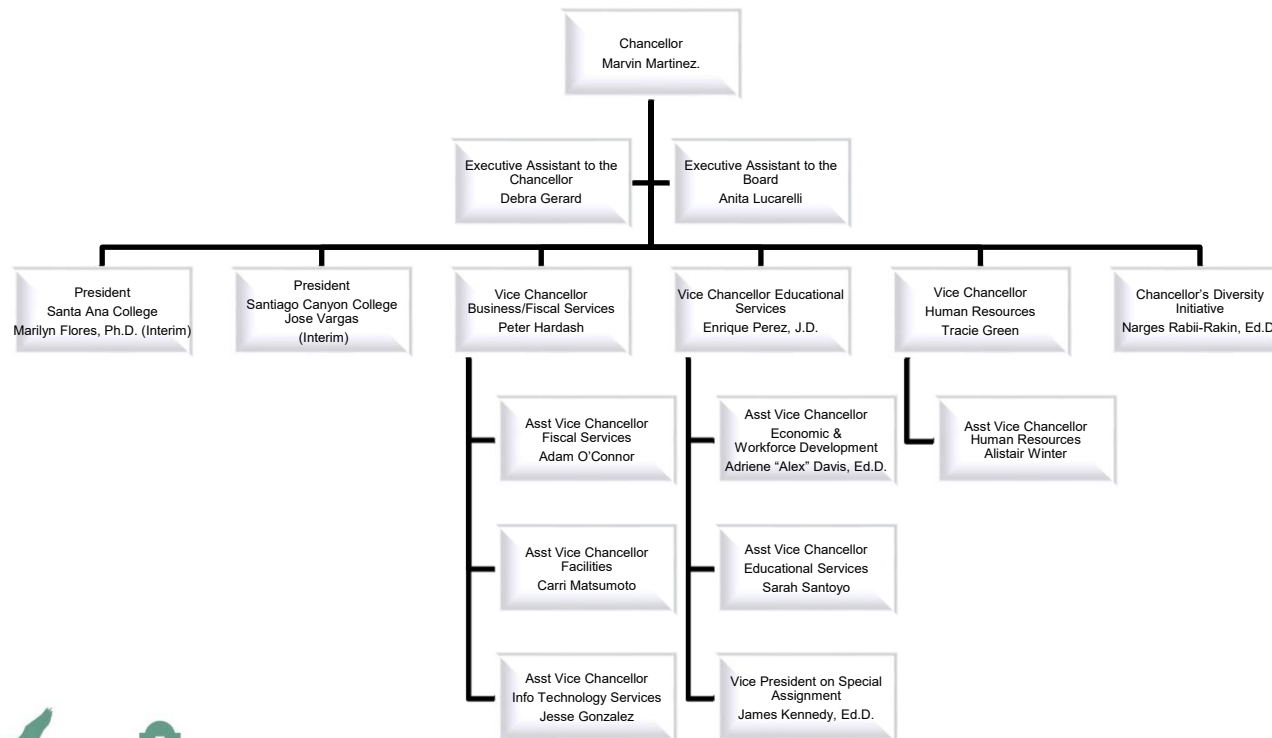 Chancellor
Marvin Martinez.
Executive Assistant to the
Chancellor
Debra Gerard
Executive Assistant to the
Board
Anita Lucarelli
President
Santa Ana College
Marilyn Flores, Ph.D. (Interim)
President
Santiago Canyon College
Jose Vargas
(Interim)
Vice Chancellor
Business/Fiscal Services
Peter Hardash
Vice Chancellor Educational
Services
Enrique Perez, J.D.
Vice Chancellor
Human Resources
Tracie Green
Chancellor’s Diversity
Initiative
Narges Rabii-Rakin, Ed.D
Asst Vice Chancellor
Fiscal Services
Adam O’Connor
Asst Vice Chancellor
Economic &
Workforce Development
Adriene “Alex” Davis, Ed.D.
Asst Vice Chancellor
Human Resources
Alistair Winter
Asst Vice Chancellor
Facilities
Carri Matsumoto
Asst Vice Chancellor
Educational Services
Sarah Santoyo
Asst Vice Chancellor
Info Technology Services
Jesse Gonzalez
Vice President on Special
Assignment
James Kennedy, Ed.D.